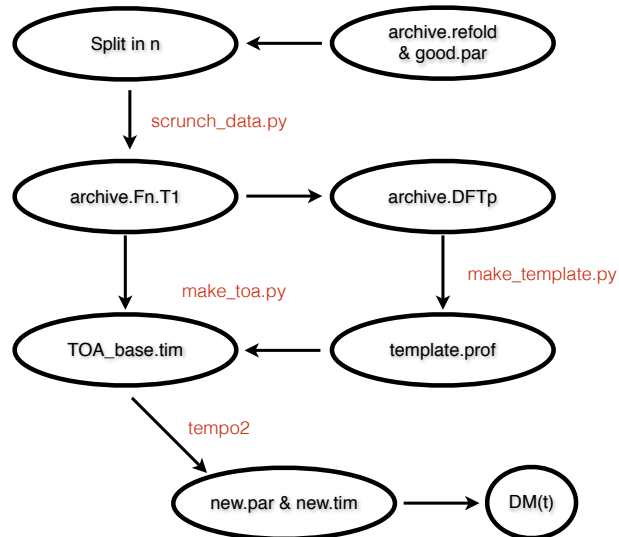 Split in n
archive.refold
& good.par
scrunch_data.py
archive.Fn.T1
archive.DFTp
make_toa.py
make_template.py
TOA_base.tim
template.prof
tempo2
new.par & new.tim
DM(t)